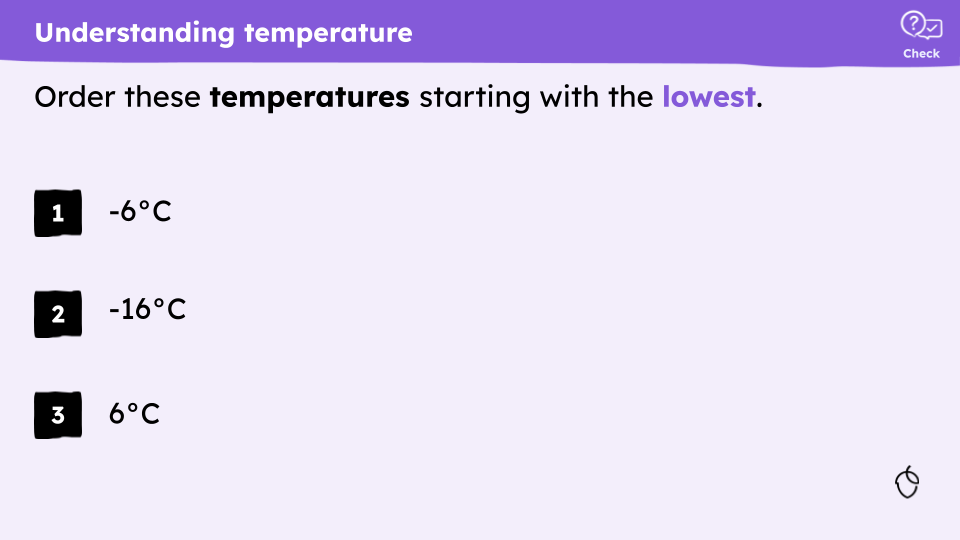 Understanding temperature
Check
Order these temperatures starting with the lowest.
1 -6°C
2 -16°C
3 6°C